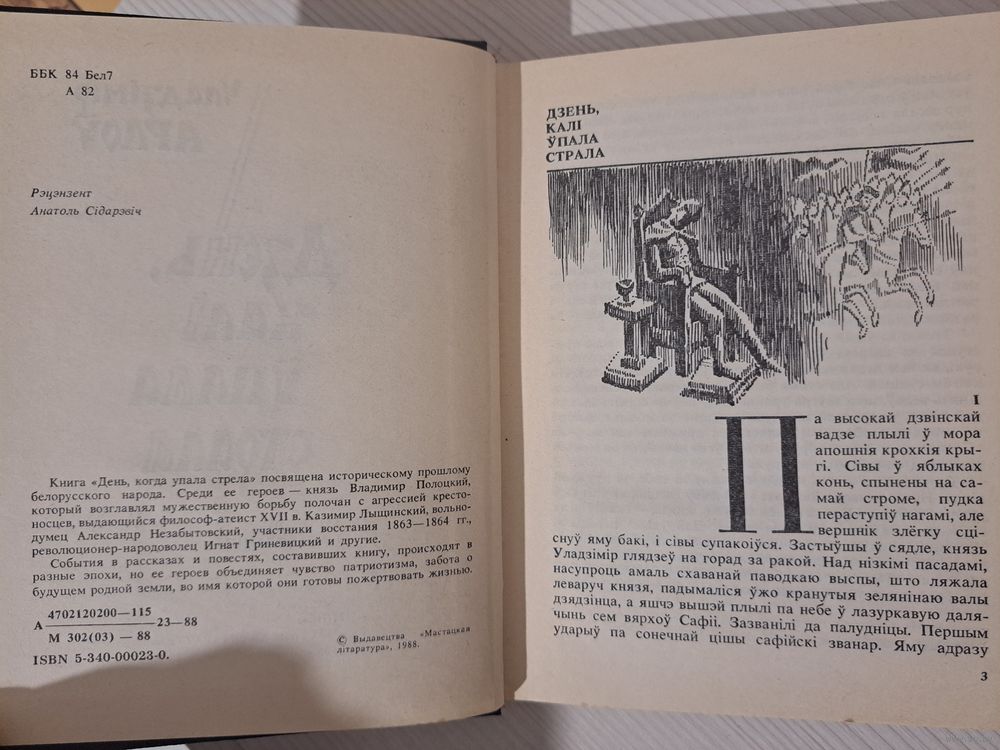 ББК 84 Бел7
А 82
Рэцэнзент
Анатоль Сідарэвіч
Книга «День, когда упала стрела» посвящена историческому прошлому
белорусского народа. Среди ее героев — князь Владимир Полоцкий,
который возглавлял мужественную борьбу полочан с агрессией кресто-
носцев, выдающийся философ-атеист XVII в. Казимир Лыщинский, вольно-
думец Александр Незабытовский, участники восстания 1863—1864 гг.,
революционер-народоволец Игнат Гриневицкий и другие.
События в рассказах и повестях, составивших книгу, происходят в
разные эпохи, но ее героев объединяет чувство патриотизма, забота о
будущем родной земли, во имя которой они готовы пожертвовать жизнью.
А 4702120200—115 23—88
М 302(03) — 88
ISBN 5-340-00023-0.
© Выдавецтва «Мастацкая
літаратура», 1988.
ДЗЕНЬ,
КАЛІ
ЎПАЛА
СТРАЛА
I
Па высокай дзвінскай
вадзе плылі ў мора
апошнія крохкія кры-
гі. Сівы ў яблыках
конь, спынены на са-
май строме, пудка
пераступіў нагамі, але
вершнік злёгку сці-
снуў яму бакі, і сівы супакоіўся. Застыўшы ў сядле, князь
Уладзімір глядзеў на горад за ракой. Над нізкімі пасадамі,
насупроць амаль схаванай паводкаю выспы, што ляжала
леваруч князя, падымаліся ўжо кранутыя зелянінаю валы
дзядзінца, а яшчэ вышэй плылі па небе ў лазуркавую даля-
чынь сем вярхоў Сафіі. Зазванілі да палудніцы. Першым
ударыў па сонечнай цішы сафійскі званар. Яму адразу
3